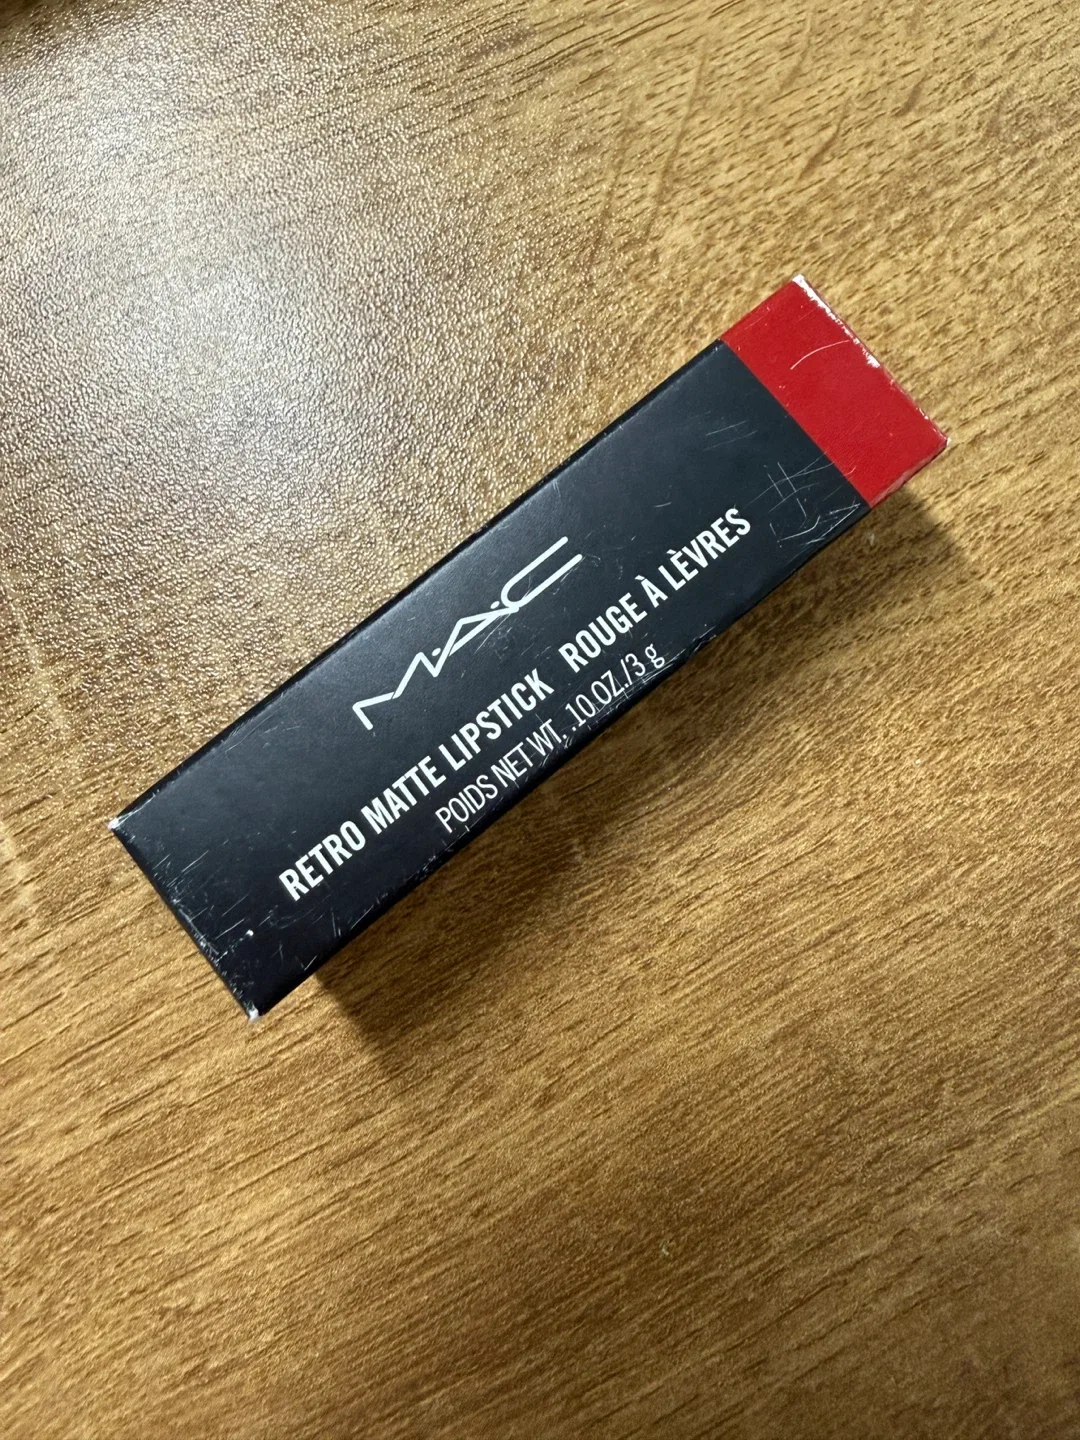 M·A·C
RETRO MATTE LIPSTICK ROUGE À LÈVRES
POIDS NET WT. .10 OZ./3 g